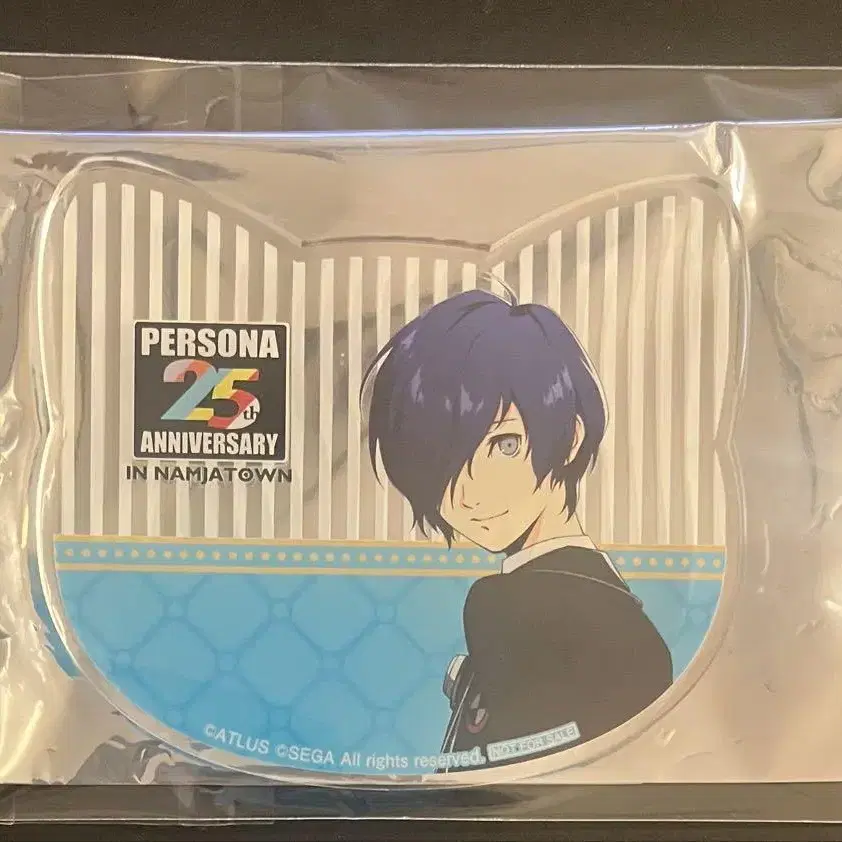 PERSONA
25th
ANNIVERSARY
IN NAMJATOWN
©ATLUS ©SEGA All rights reserved. NOT FOR SALE